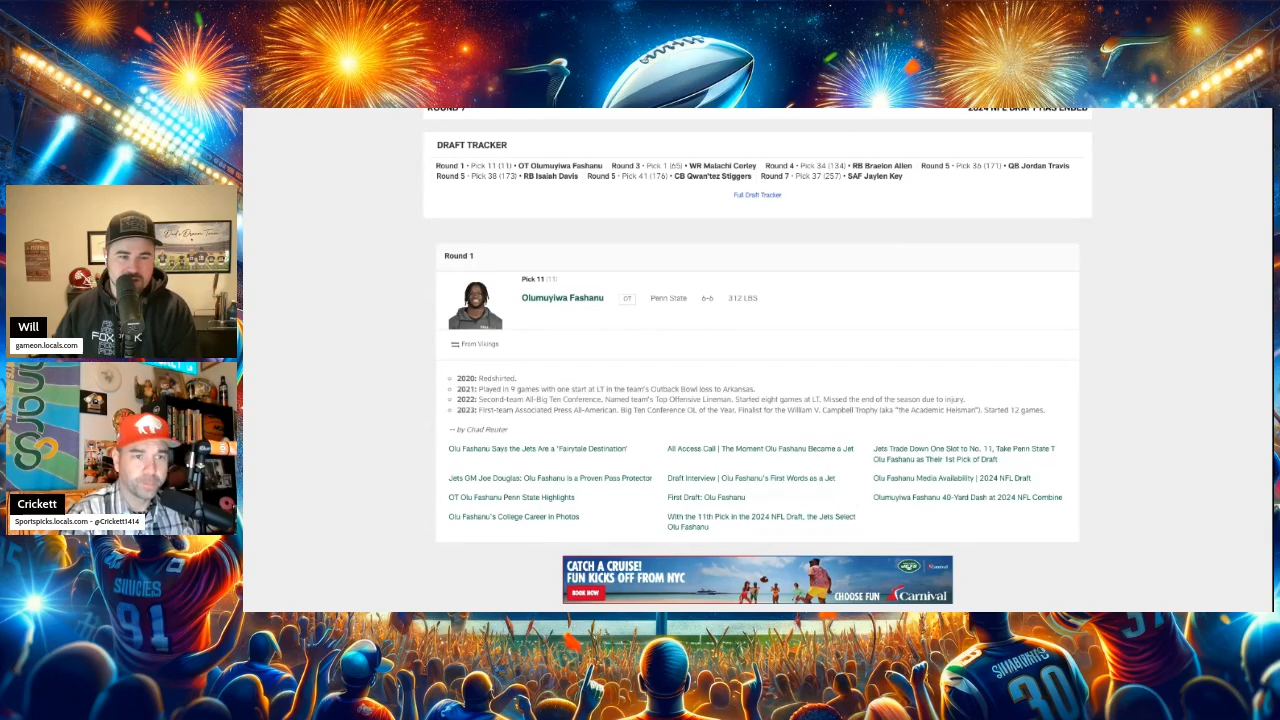 ROUND 7 2024 NFL DRAFT HAS ENDED
DRAFT TRACKER
Round 1 · Pick 11 (11) • OT Olumuyiwa Fashanu Round 3 · Pick 1 (65) • WR Malachi Corley Round 4 · Pick 34 (134) • RB Braelon Allen Round 5 · Pick 36 (171) • QB Jordan Travis
Round 5 · Pick 38 (173) • RB Isaiah Davis Round 5 · Pick 41 (176) • CB Qwan'tez Stiggers Round 7 · Pick 37 (257) • SAF Jaylen Key
Full Draft Tracker
Round 1
Pick 11 (11)
Olumuyiwa Fashanu OT Penn State 6-6 312 LBS
From Vikings
2020: Redshirted.
2021: Played in 9 games with one start at LT in the team's Outback Bowl loss to Arkansas.
2022: Second-team All-Big Ten Conference. Named team's Top Offensive Lineman. Started eight games at LT. Missed the end of the season due to injury.
2023: First-team Associated Press All-American. Big Ten Conference OL of the Year. Finalist for the William V. Campbell Trophy (aka "the Academic Heisman"). Started 12 games.
-- by Chad Reuter
Olu Fashanu Says the Jets Are a 'Fairytale Destination'
All Access Call | The Moment Olu Fashanu Became a Jet
Jets Trade Down One Slot to No. 11, Take Penn State T
Olu Fashanu as Their 1st Pick of Draft
Jets GM Joe Douglas: Olu Fashanu Is a Proven Pass Protector
Draft Interview | Olu Fashanu's First Words as a Jet
Olu Fashanu Media Availability | 2024 NFL Draft
OT Olu Fashanu Penn State Highlights
First Draft: Olu Fashanu
Olumuyiwa Fashanu 40-Yard Dash at 2024 NFL Combine
Olu Fashanu's College Career In Photos
With the 11th Pick in the 2024 NFL Draft, the Jets Select
Olu Fashanu
CATCH A CRUISE!
FUN KICKS OFF FROM NYC
BOOK NOW
JETS
Carnival
CHOOSE FUN Carnival
Will
gameon.locals.com
Crickett
Sportspicks.locals.com - @Crickett1414
91
30